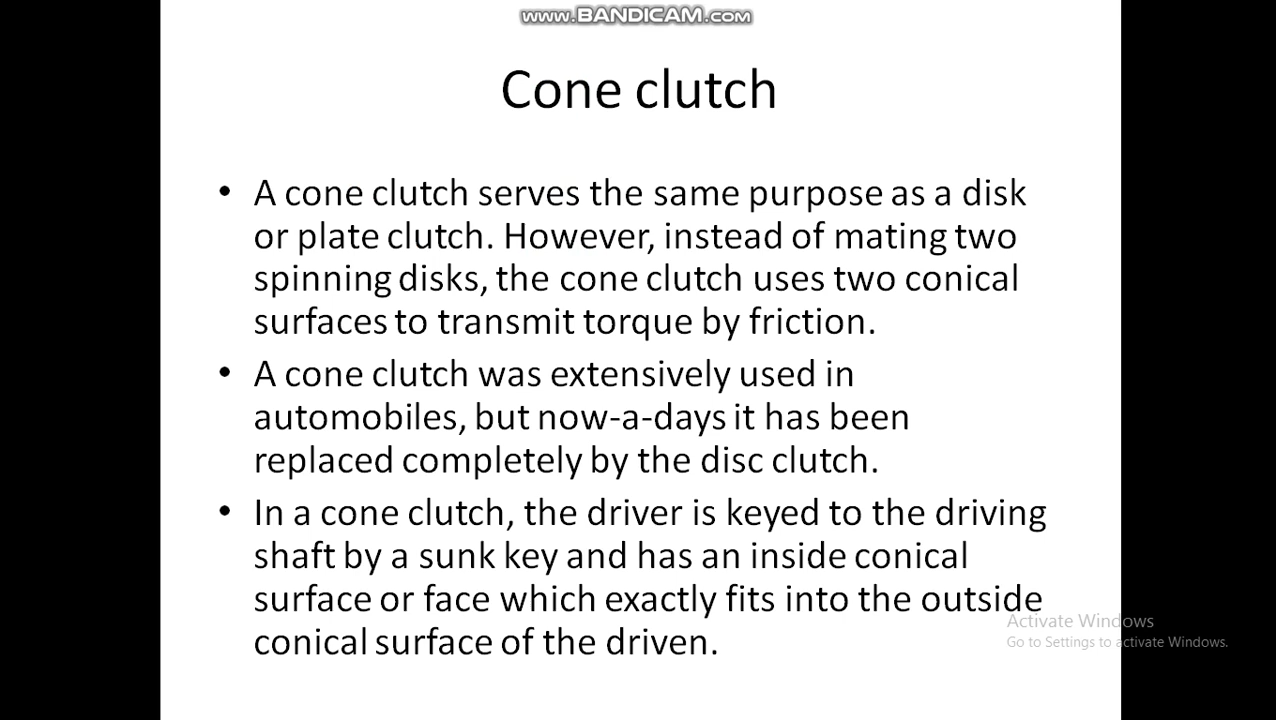 www.BANDICAM.com
Cone clutch
• A cone clutch serves the same purpose as a disk
or plate clutch. However, instead of mating two
spinning disks, the cone clutch uses two conical
surfaces to transmit torque by friction.
• A cone clutch was extensively used in
automobiles, but now-a-days it has been
replaced completely by the disc clutch.
• In a cone clutch, the driver is keyed to the driving
shaft by a sunk key and has an inside conical
surface or face which exactly fits into the outside
conical surface of the driven.
Activate Windows
Go to Settings to activate Windows.